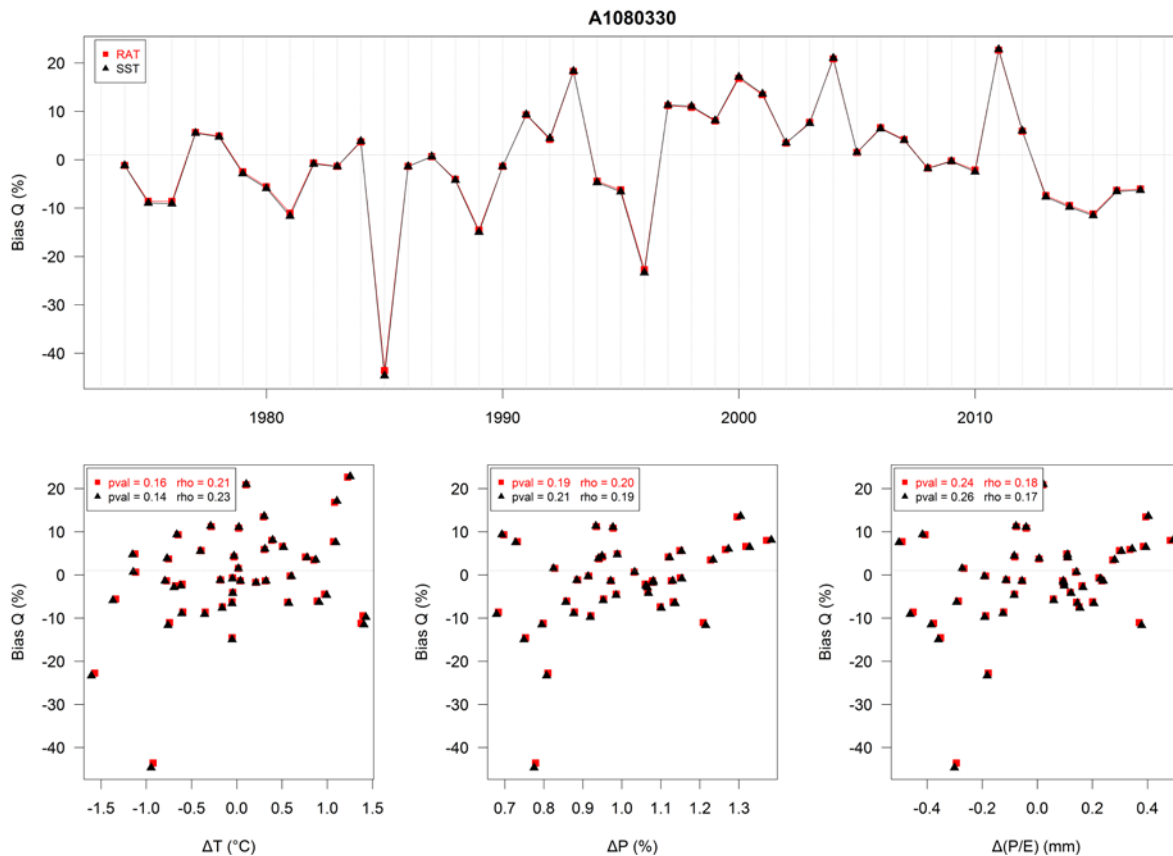 A1080330
RAT
SST
Bias Q (%)
20
10
0
-10
-20
-30
-40
1980 1990 2000 2010
pval = 0.16 rho = 0.21
pval = 0.14 rho = 0.23
Bias Q (%)
20
10
0
-10
-20
-30
-40
-1.5 -1.0 -0.5 0.0 0.5 1.0 1.5
ΔT (°C)
pval = 0.19 rho = 0.20
pval = 0.21 rho = 0.19
Bias Q (%)
20
10
0
-10
-20
-30
-40
0.7 0.8 0.9 1.0 1.1 1.2 1.3
ΔP (%)
pval = 0.24 rho = 0.18
pval = 0.26 rho = 0.17
Bias Q (%)
20
10
0
-10
-20
-30
-40
-0.4 -0.2 0.0 0.2 0.4
Δ(P/E) (mm)